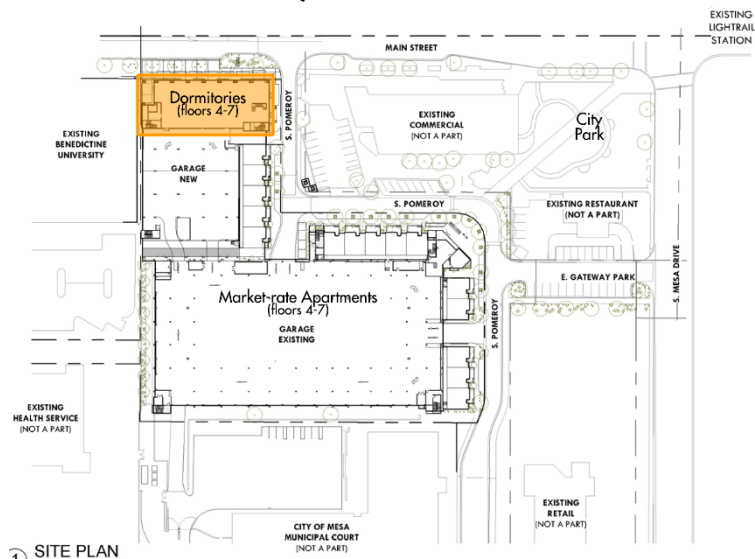 EXISTING
LIGHTRAIL
STATION
MAIN STREET
Dormitories
(floors 4-7)
S. POMEROY
EXISTING
COMMERCIAL
(NOT A PART)
City
Park
EXISTING
BENEDICTINE
UNIVERSITY
GARAGE
NEW
S. POMEROY
EXISTING RESTAURANT
(NOT A PART)
S. MESA DRIVE
E. GATEWAY PARK
Market-rate Apartments
(floors 4-7)
GARAGE
EXISTING
S. POMEROY
EXISTING
HEALTH SERVICE
(NOT A PART)
EXISTING
RETAIL
(NOT A PART)
CITY OF MESA
MUNICIPAL COURT
(NOT A PART)
1 SITE PLAN